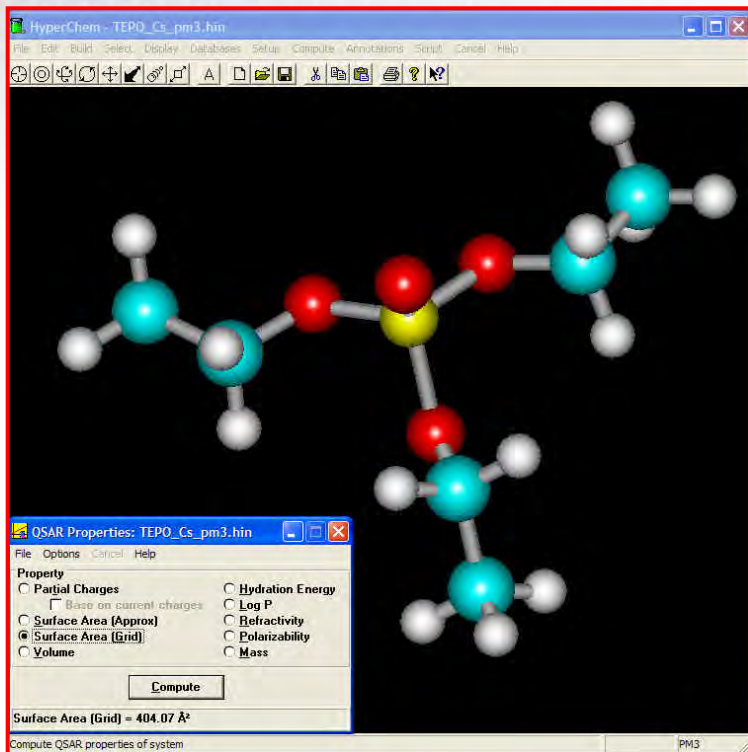 HyperChem - TEPO_Cs_pm3.hin
File Edit Build Select Display Databases Setup Compute Annotations Script Cancel Help
A
QSAR Properties: TEPO_Cs_pm3.hin
File Options Cancel Help
Property
Partial Charges
Base on current charges
Surface Area (Approx)
Surface Area (Grid)
Volume
Hydration Energy
Log P
Refractivity
Polarizability
Mass
Compute
Surface Area (Grid) = 404.07 Å²
Compute QSAR properties of system PM3